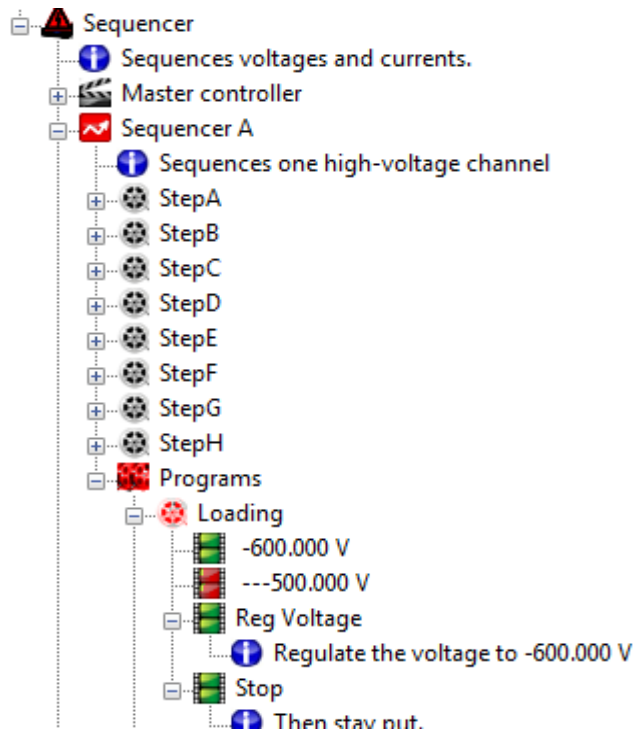 Sequencer
Sequences voltages and currents.
Master controller
Sequencer A
Sequences one high-voltage channel
StepA
StepB
StepC
StepD
StepE
StepF
StepG
StepH
Programs
Loading
-600.000 V
---500.000 V
Reg Voltage
Regulate the voltage to -600.000 V
Stop
Then stay put.